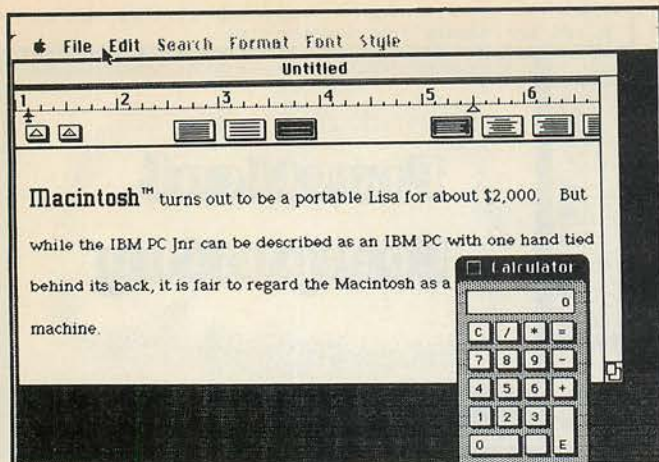 File Edit Search Format Font Style
Untitled
1 2 3 4 5 6
Macintosh™ turns out to be a portable Lisa for about $2,000. But
while the IBM PC Jnr can be described as an IBM PC with one hand tied
behind its back, it is fair to regard the Macintosh as a
machine.
Calculator
0
C / * =
7 8 9 -
4 5 6 +
1 2 3
0 E